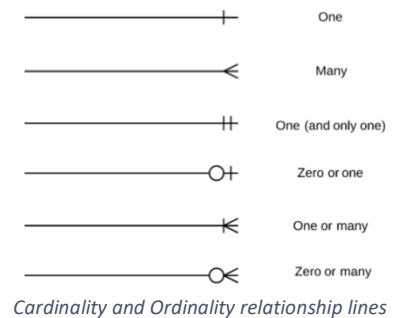 One
Many
One (and only one)
Zero or one
One or many
Zero or many
Cardinality and Ordinality relationship lines